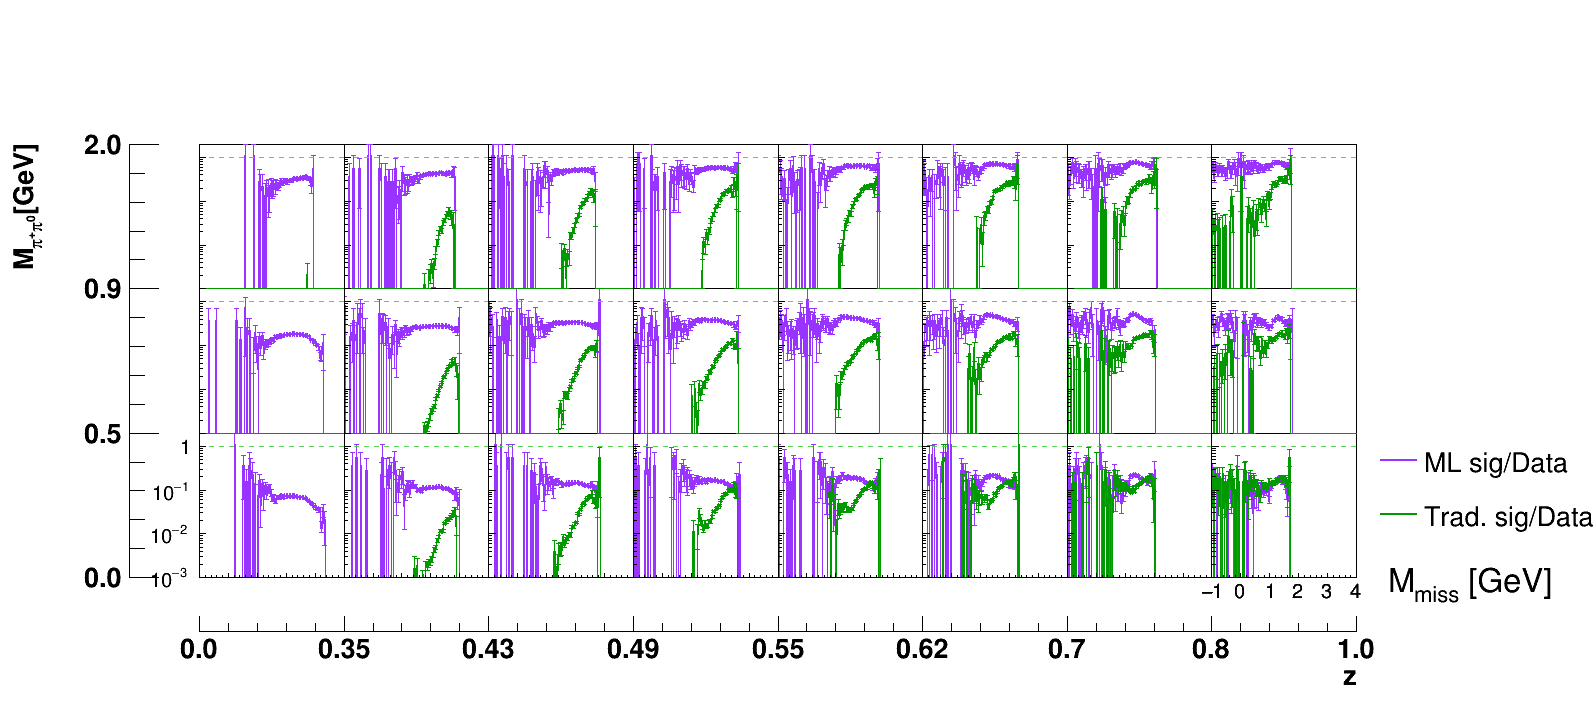 M π⁺π⁰ [GeV]
2.0
0.9
0.5
0.0
1
10⁻¹
10⁻²
10⁻³
ML sig/Data
Trad. sig/Data
−1 0 1 2 3 4
M miss [GeV]
0.0 0.35 0.43 0.49 0.55 0.62 0.7 0.8 1.0
z